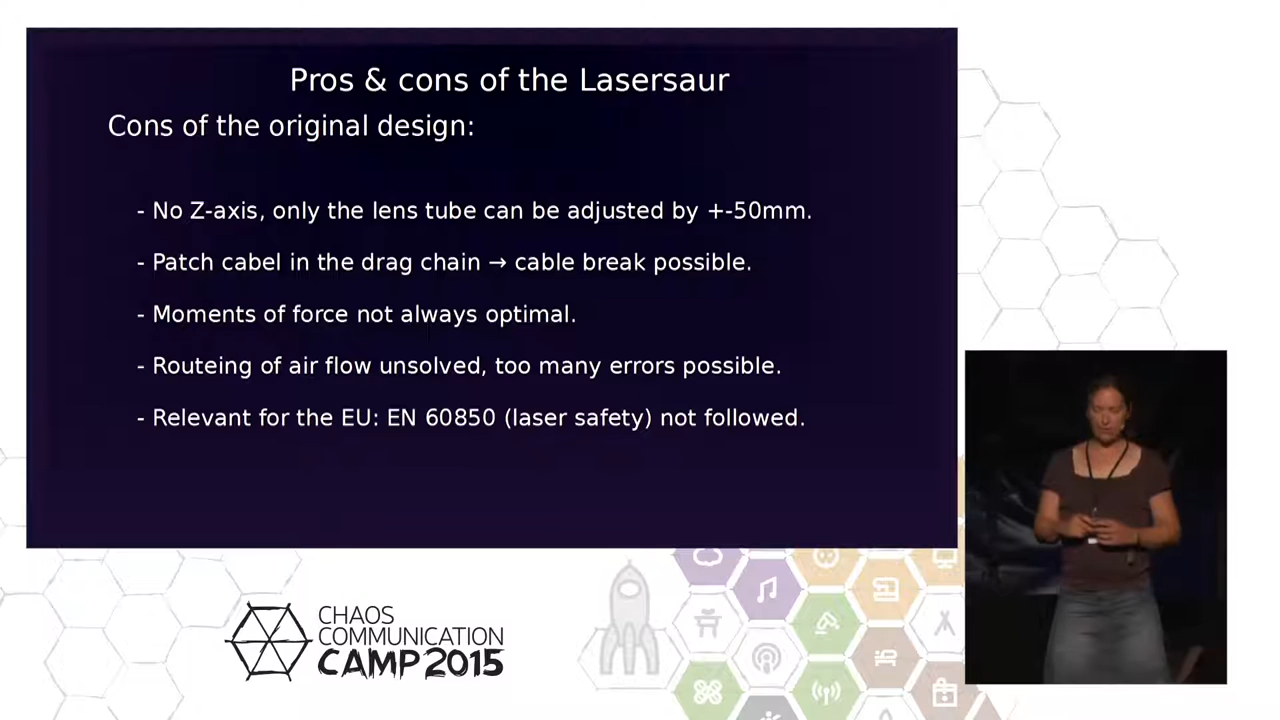 Pros & cons of the Lasersaur
Cons of the original design:
- No Z-axis, only the lens tube can be adjusted by +-50mm.
- Patch cabel in the drag chain → cable break possible.
- Moments of force not always optimal.
- Routeing of air flow unsolved, too many errors possible.
- Relevant for the EU: EN 60850 (laser safety) not followed.
CHAOS
COMMUNICATION
CAMP 2015